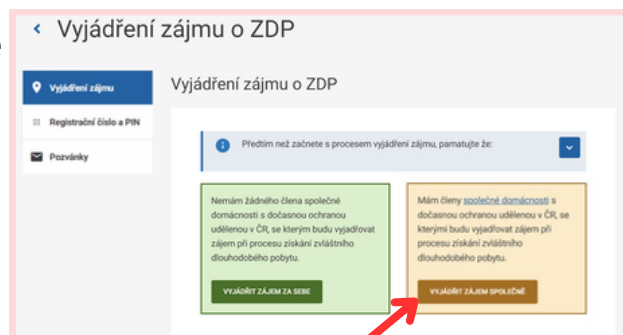 Vyjádření zájmu o ZDP
Vyjádření zájmu
Registrační číslo a PIN
Pozvánky
Vyjádření zájmu o ZDP
Předtím než začnete s procesem vyjádření zájmu, pamatujte že:
Nemám žádného člena společné
domácnosti s dočasnou ochranou
udělenou v ČR, se kterým budu vyjadřovat
zájem při procesu získání zvláštního
dlouhodobého pobytu.
VYJÁDŘIT ZÁJEM ZA SEBE
Mám členy společné domácnosti s
dočasnou ochranou udělenou v ČR, se
kterými budu vyjadřovat zájem při
procesu získání zvláštního
dlouhodobého pobytu.
VYJÁDŘIT ZÁJEM SPOLEČNĚ